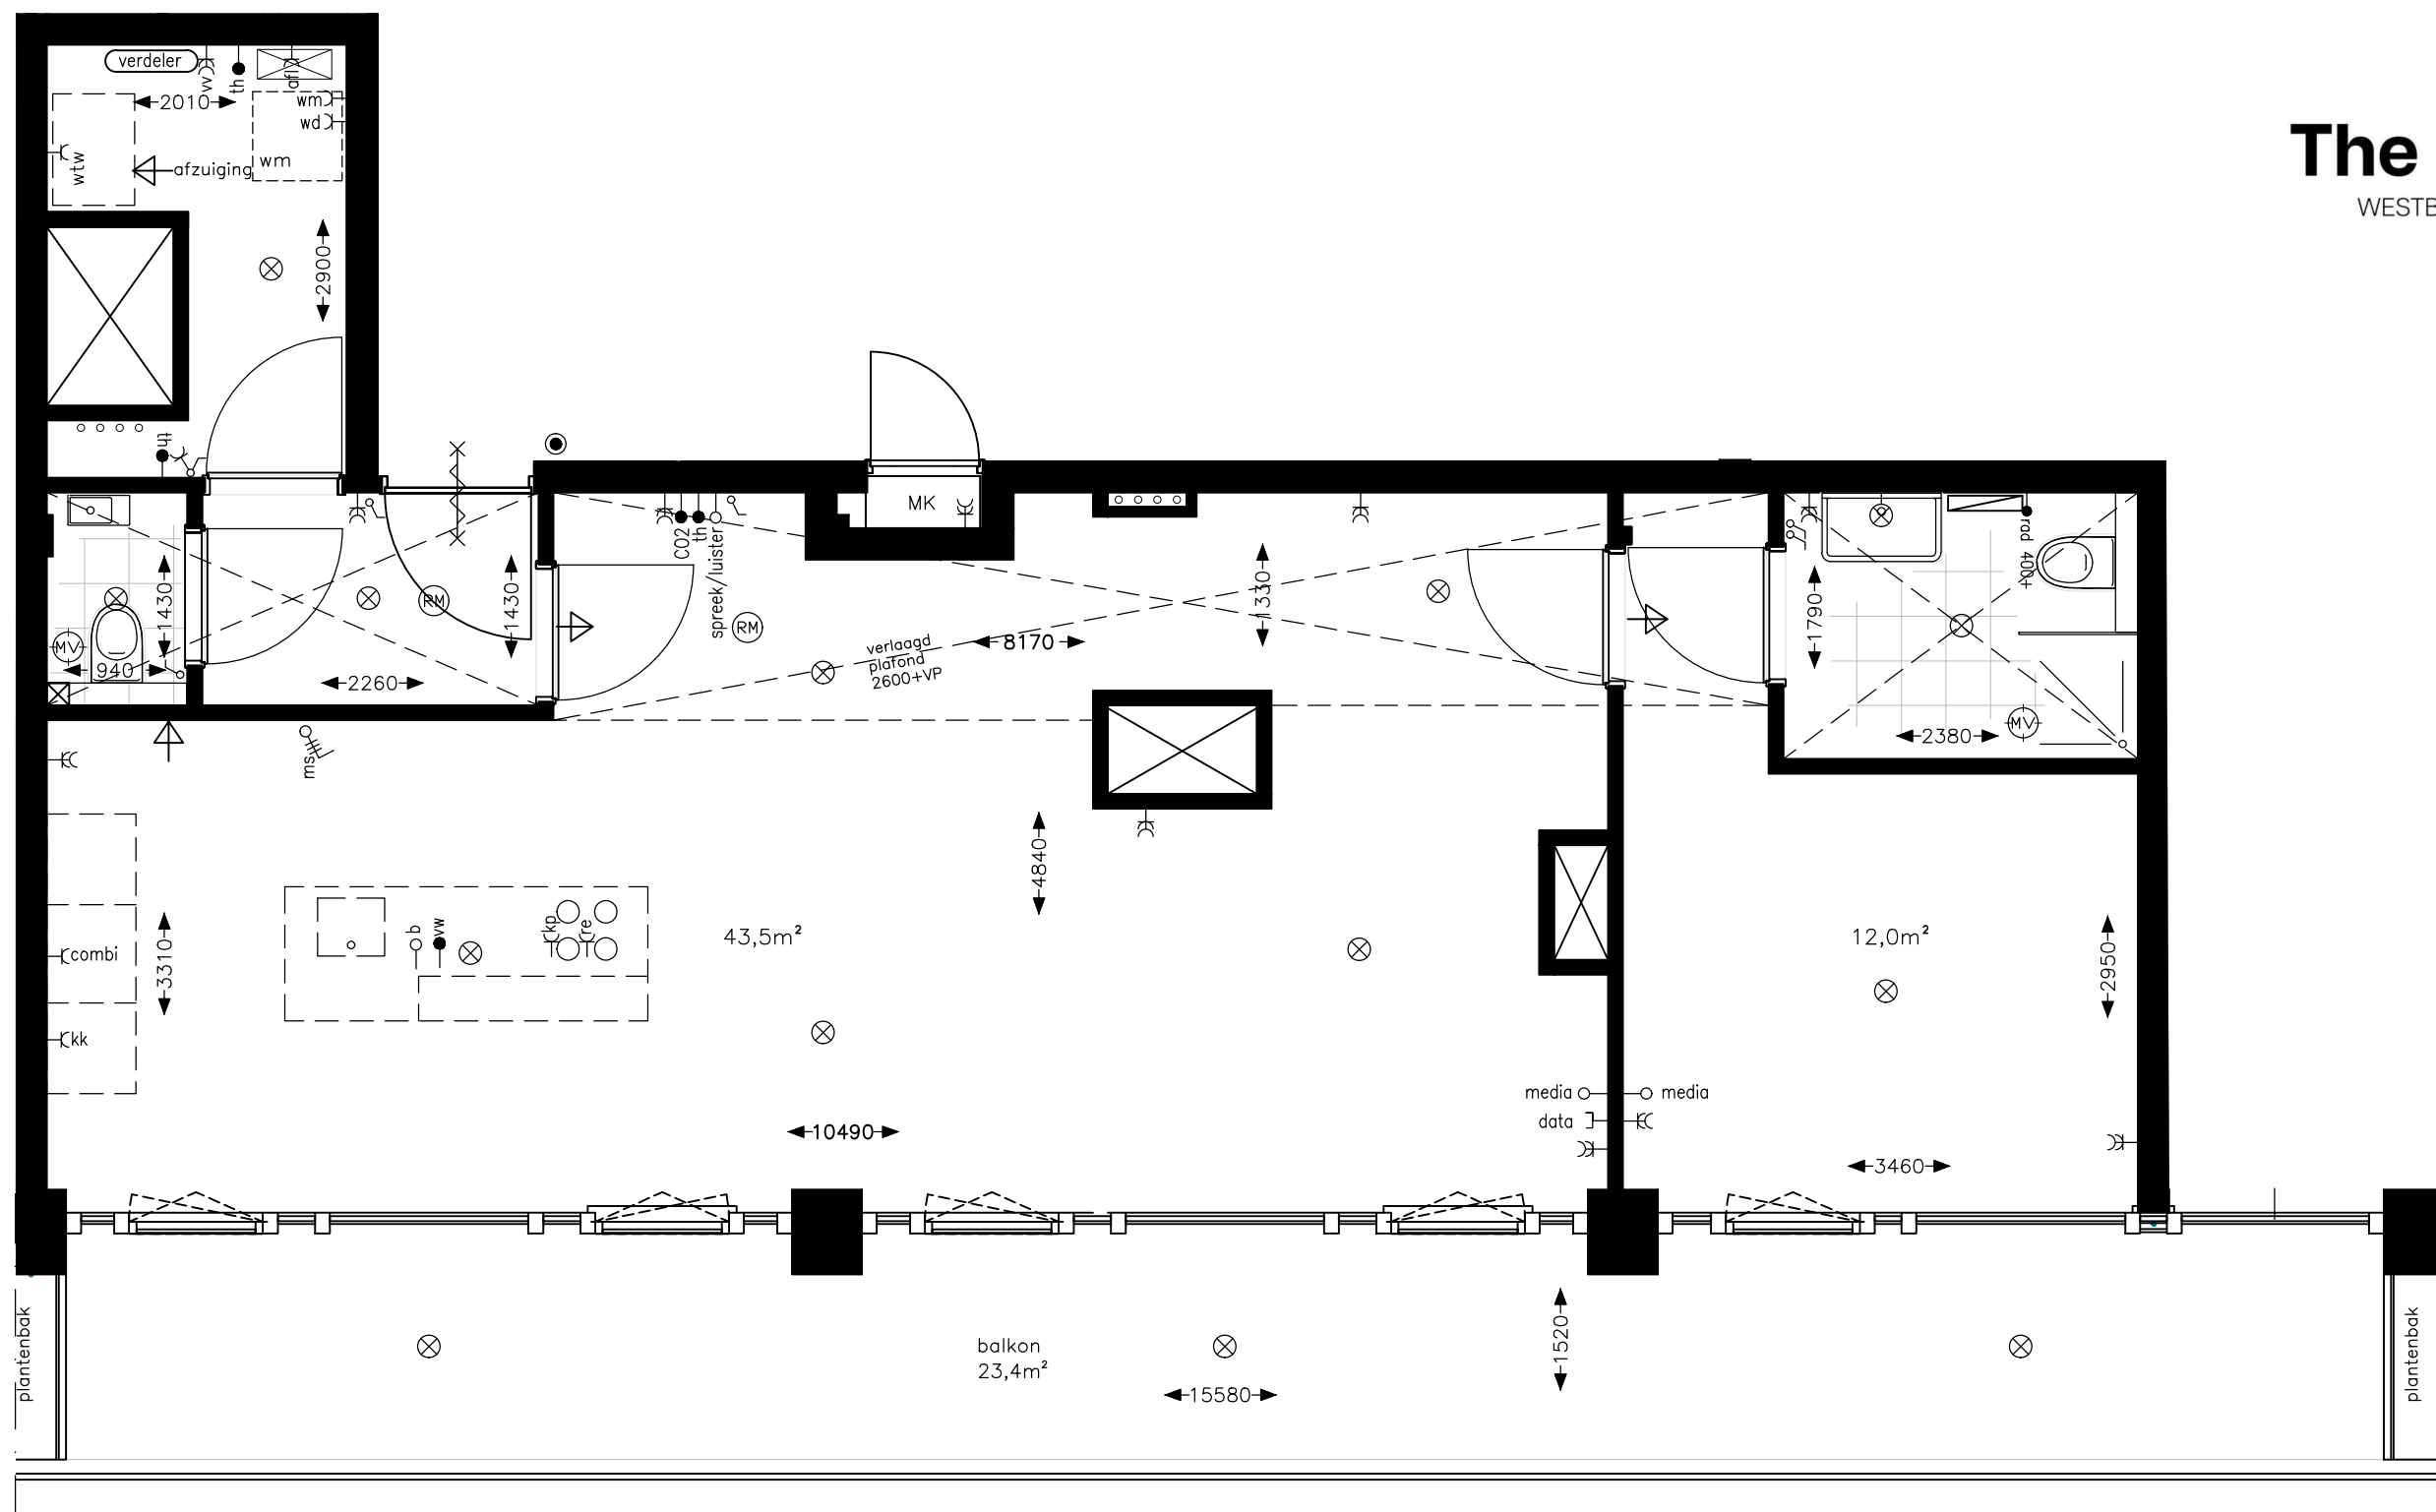 The
WESTB
verdeler
vv
th
afl
2010
wm
wd
wtw
afzuiging
wm
2900
th
MK
CO2
th
spreek/luister
rad 400+
1430
RM
1430
RM
1330
1790
MV
940
2260
verlaagd
plafond
2600+VP
8170
MV
2380
ms
4840
combi
3310
b
vw
kp
re
43,5m²
12,0m²
2950
kk
media
media
data
10490
3460
plantenbak
balkon
23,4m²
1520
15580
plantenbak